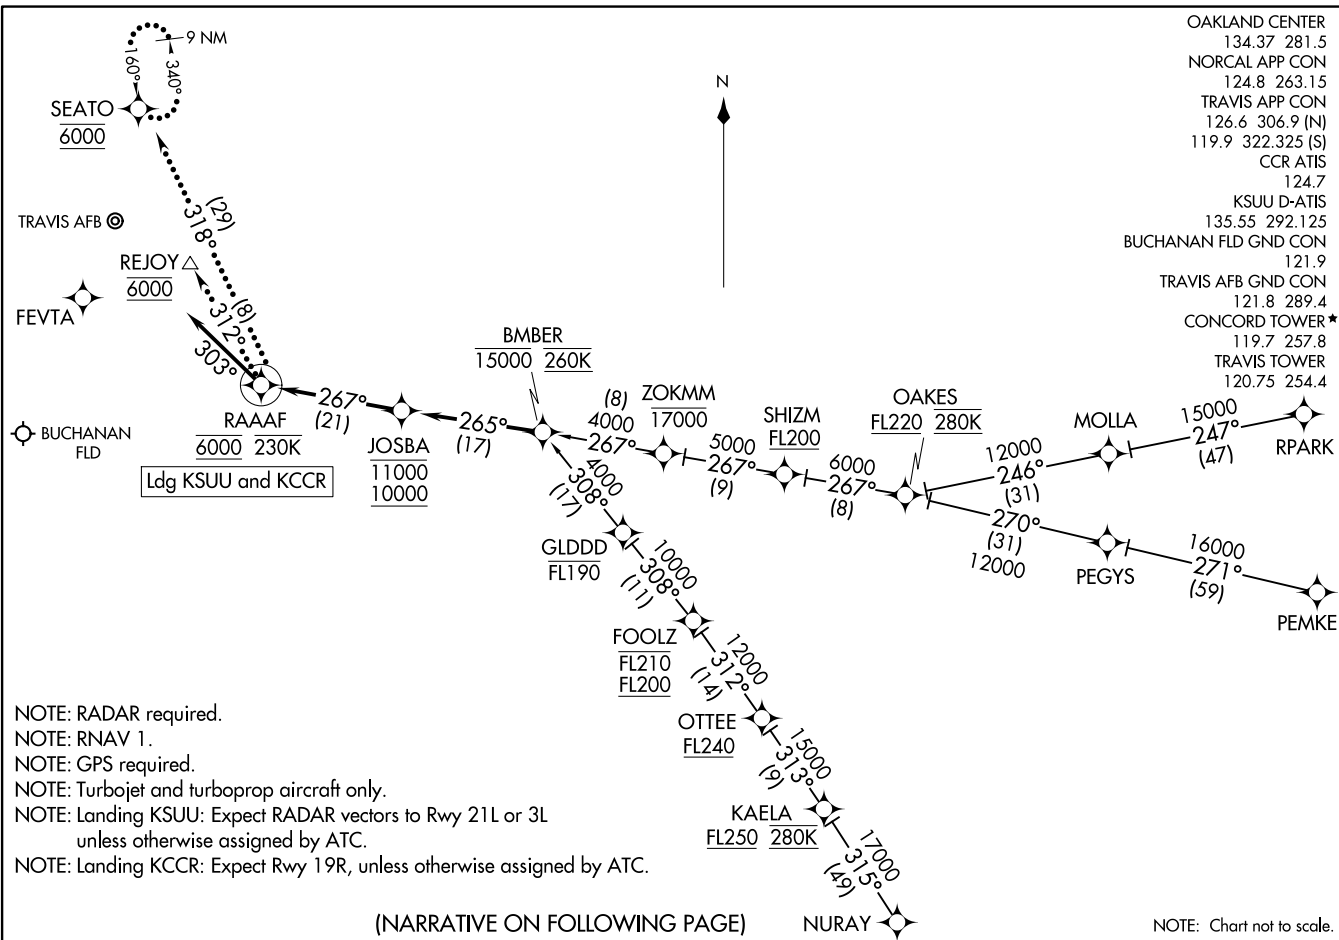 OAKLAND CENTER
134.37 281.5
NORCAL APP CON
124.8 263.15
TRAVIS APP CON
126.6 306.9 (N)
119.9 322.325 (S)
CCR ATIS
124.7
KSUU D-ATIS
135.55 292.125
BUCHANAN FLD GND CON
121.9
TRAVIS AFB GND CON
121.8 289.4
CONCORD TOWER★
119.7 257.8
TRAVIS TOWER
120.75 254.4
9 NM
160°
340°
SEATO
6000
N
TRAVIS AFB
(29)
318°
(8)
REJOY
6000
312°
303°
FEVTA
BUCHANAN
FLD
RAAAF
6000 230K
Ldg KSUU and KCCR
267°
(21)
JOSBA
11000
10000
265°
(17)
BMBER
15000 260K
(8)
4000
267°
ZOKMM
17000
5000
267°
(9)
SHIZM
FL200
6000
267°
(8)
OAKES
FL220 280K
12000
246°
(31)
MOLLA
15000
247°
(47)
RPARK
270°
(31)
12000
PEGYS
16000
271°
(59)
PEMKE
4000
308°
(17)
GLDDD
FL190
10000
308°
(11)
FOOLZ
FL210
FL200
12000
312°
(14)
OTTEE
FL240
15000
313°
(9)
KAELA
FL250 280K
17000
315°
(49)
NURAY
NOTE: RADAR required.
NOTE: RNAV 1.
NOTE: GPS required.
NOTE: Turbojet and turboprop aircraft only.
NOTE: Landing KSUU: Expect RADAR vectors to Rwy 21L or 3L
unless otherwise assigned by ATC.
NOTE: Landing KCCR: Expect Rwy 19R, unless otherwise assigned by ATC.
(NARRATIVE ON FOLLOWING PAGE)
NOTE: Chart not to scale.